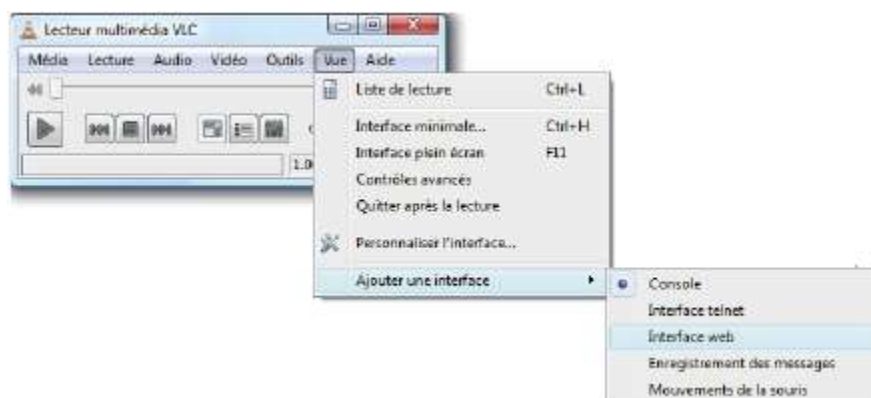 Lecteur multimédia VLC
Média Lecture Audio Vidéo Outils Vue Aide
Liste de lecture Ctrl+L
Interface minimale... Ctrl+H
Interface plein écran F11
1.0
Contrôles avancés
Quitter après la lecture
Personnaliser l'interface...
Ajouter une interface
Console
Interface telnet
Interface web
Enregistrement des messages
Mouvements de la souris